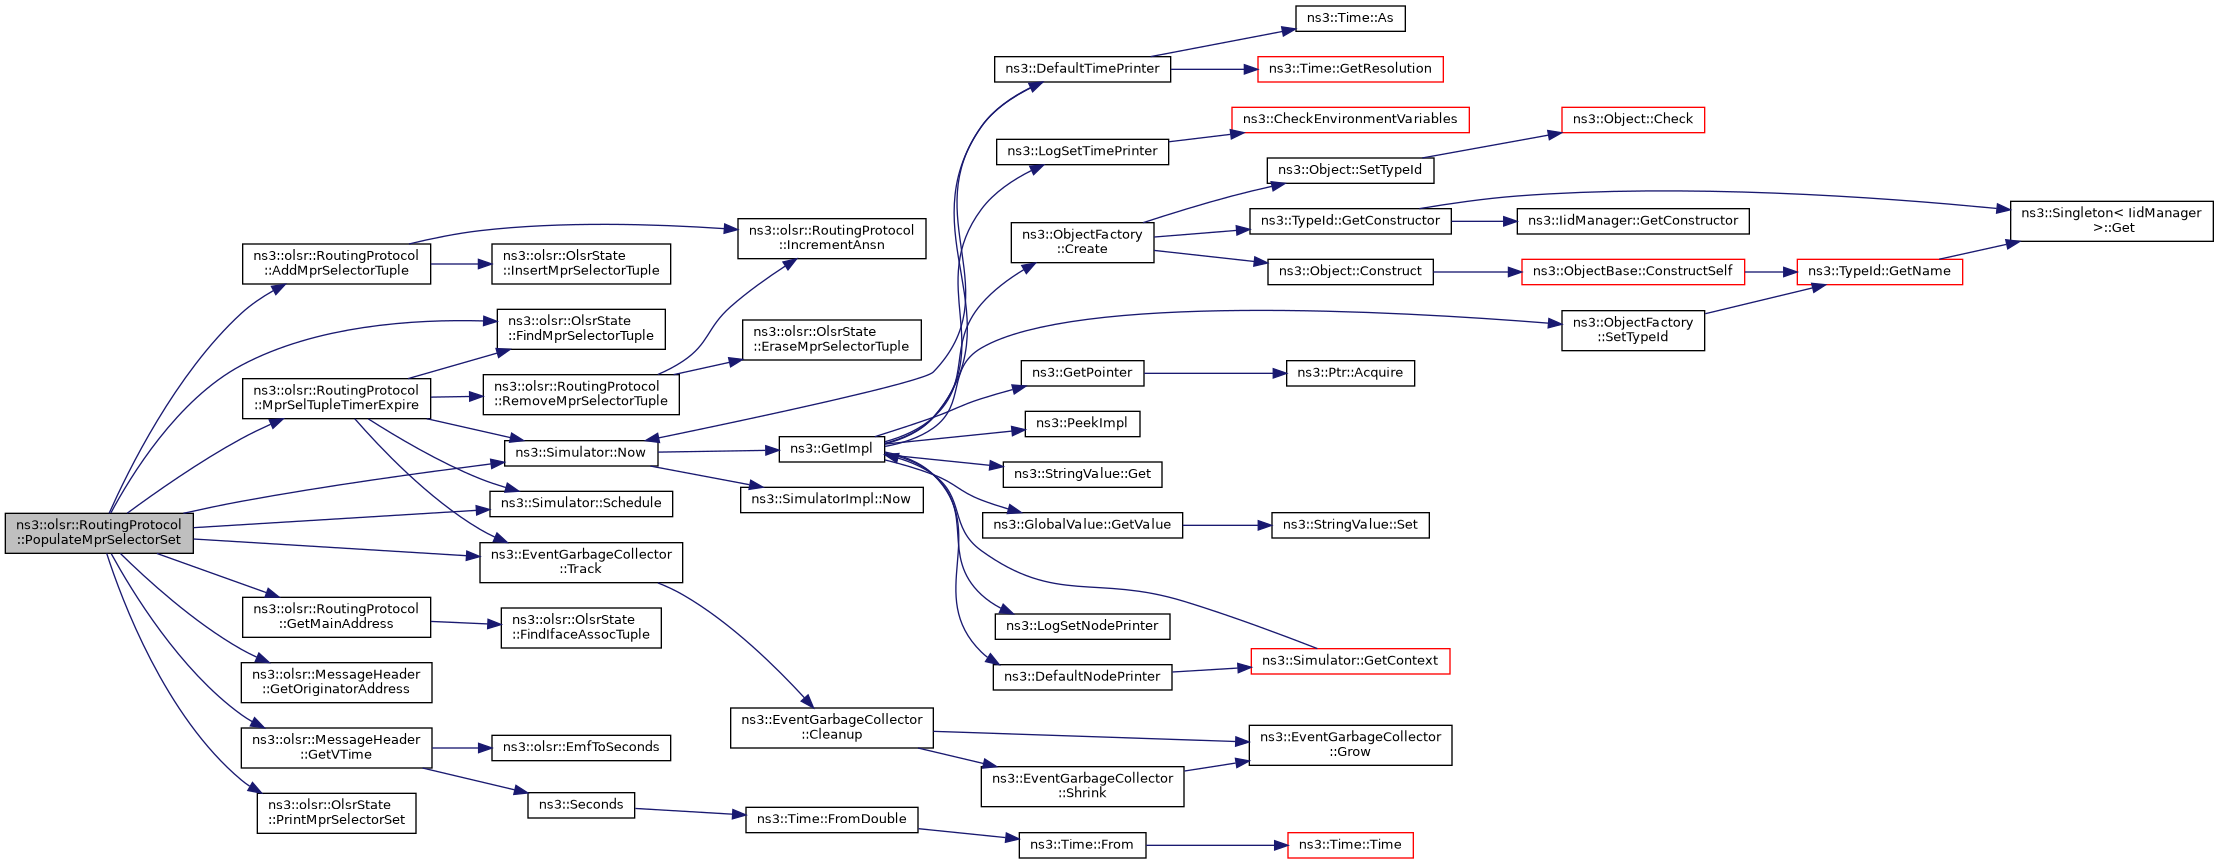 ns3::olsr::RoutingProtocol
::PopulateMprSelectorSet
ns3::olsr::RoutingProtocol
::AddMprSelectorTuple
ns3::olsr::RoutingProtocol
::MprSelTupleTimerExpire
ns3::olsr::RoutingProtocol
::GetMainAddress
ns3::olsr::MessageHeader
::GetOriginatorAddress
ns3::olsr::MessageHeader
::GetVTime
ns3::olsr::OlsrState
::PrintMprSelectorSet
ns3::olsr::OlsrState
::InsertMprSelectorTuple
ns3::olsr::OlsrState
::FindMprSelectorTuple
ns3::olsr::RoutingProtocol
::RemoveMprSelectorTuple
ns3::Simulator::Now
ns3::Simulator::Schedule
ns3::EventGarbageCollector
::Track
ns3::olsr::OlsrState
::FindIfaceAssocTuple
ns3::olsr::EmfToSeconds
ns3::Seconds
ns3::olsr::RoutingProtocol
::IncrementAnsn
ns3::olsr::OlsrState
::EraseMprSelectorTuple
ns3::GetImpl
ns3::SimulatorImpl::Now
ns3::EventGarbageCollector
::Cleanup
ns3::Time::FromDouble
ns3::DefaultTimePrinter
ns3::LogSetTimePrinter
ns3::ObjectFactory
::Create
ns3::GetPointer
ns3::PeekImpl
ns3::StringValue::Get
ns3::GlobalValue::GetValue
ns3::LogSetNodePrinter
ns3::DefaultNodePrinter
ns3::EventGarbageCollector
::Shrink
ns3::Time::From
ns3::Time::As
ns3::Time::GetResolution
ns3::CheckEnvironmentVariables
ns3::Object::SetTypeId
ns3::TypeId::GetConstructor
ns3::Object::Construct
ns3::Ptr::Acquire
ns3::StringValue::Set
ns3::Simulator::GetContext
ns3::EventGarbageCollector
::Grow
ns3::Time::Time
ns3::Object::Check
ns3::IidManager::GetConstructor
ns3::ObjectBase::ConstructSelf
ns3::ObjectFactory
::SetTypeId
ns3::TypeId::GetName
ns3::Singleton< IidManager
>::Get